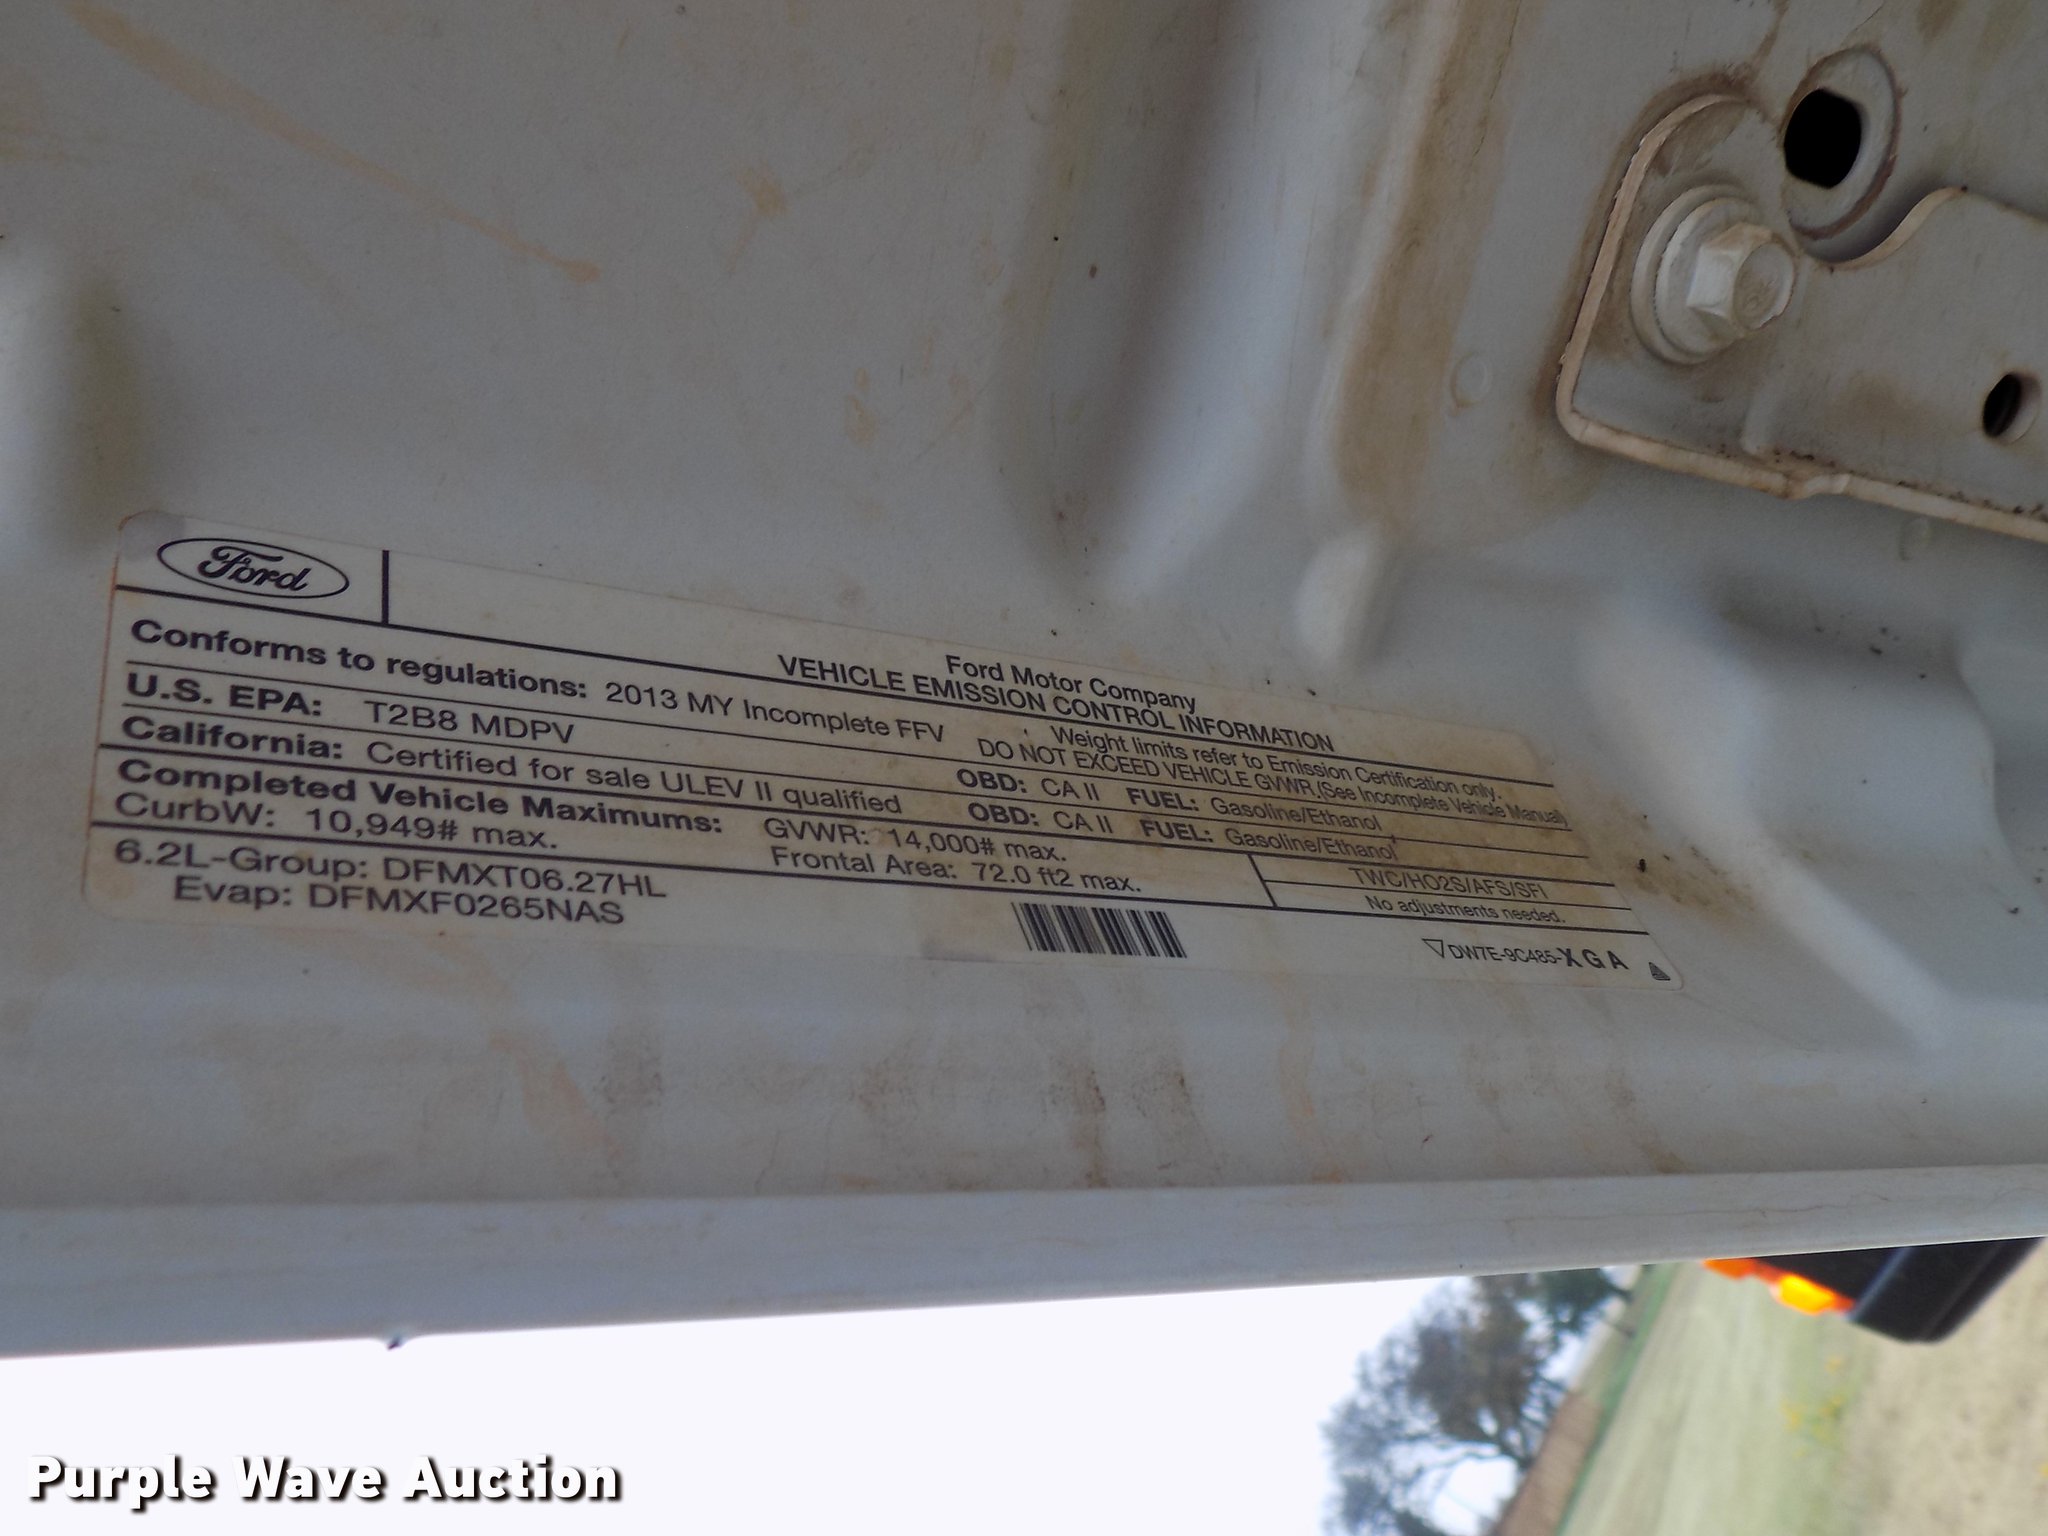 Ford
Ford Motor Company
VEHICLE EMISSION CONTROL INFORMATION
Conforms to regulations: 2013 MY Incomplete FFV
Weight limits refer to Emission Certification only.
DO NOT EXCEED VEHICLE GVWR.(See Incomplete Vehicle Manual)
U.S. EPA: T2B8 MDPV OBD: CA II FUEL: Gasoline/Ethanol
California: Certified for sale ULEV II qualified OBD: CA II FUEL: Gasoline/Ethanol
Completed Vehicle Maximums: GVWR: 14,000# max.
CurbW: 10,949# max. Frontal Area: 72.0 ft2 max.
TWC/HO2S/AFS/SFI
No adjustments needed.
6.2L-Group: DFMXT06.27HL
Evap: DFMXF0265NAS
DW7E-9C485-XGA
Purple Wave Auction